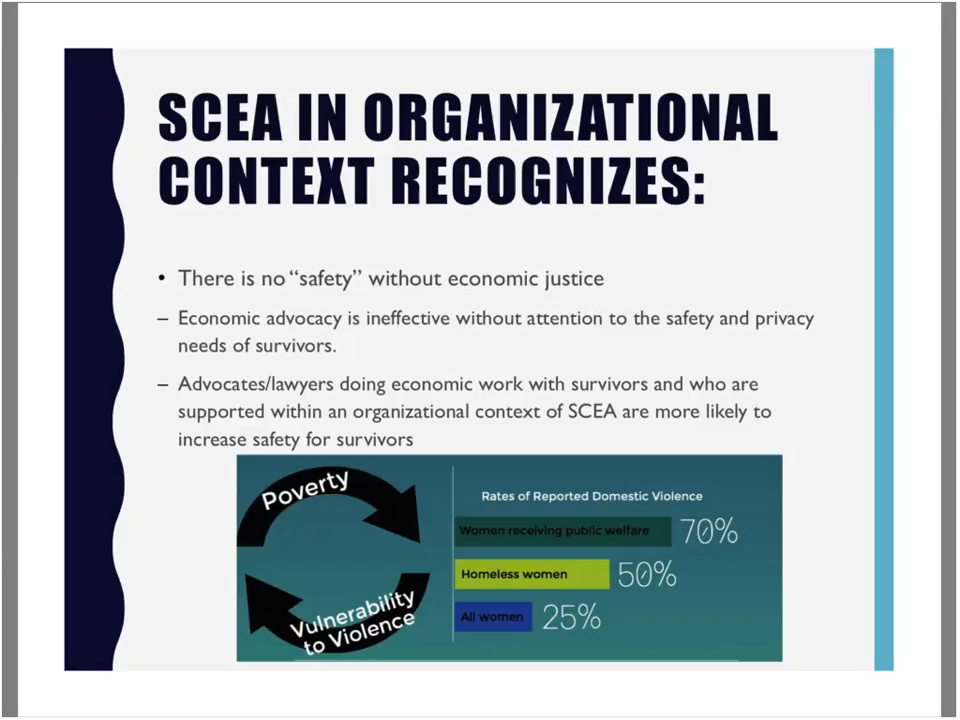 SCEA IN ORGANIZATIONAL
CONTEXT RECOGNIZES:
• There is no “safety” without economic justice
– Economic advocacy is ineffective without attention to the safety and privacy
needs of survivors.
– Advocates/lawyers doing economic work with survivors and who are
supported within an organizational context of SCEA are more likely to
increase safety for survivors
Poverty
Vulnerability
to Violence
Rates of Reported Domestic Violence
Women receiving public welfare 70%
Homeless women 50%
All women 25%